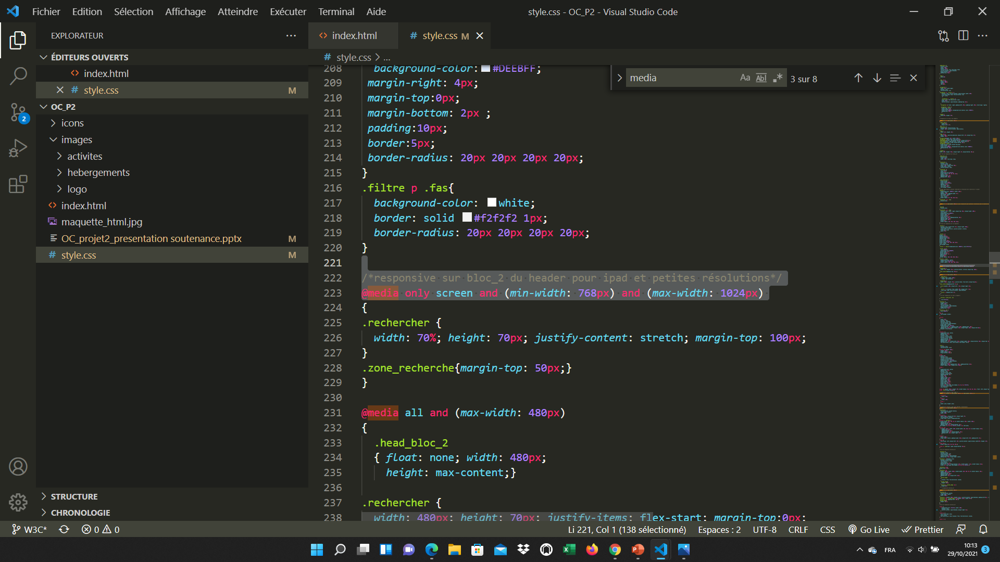 Fichier Edition Sélection Affichage Atteindre Exécuter Terminal Aide
style.css - OC_P2 - Visual Studio Code
EXPLORATEUR
ÉDITEURS OUVERTS
index.html
style.css M
OC_P2
icons
images
activites
hebergements
logo
index.html
maquette_html.jpg
OC_projet2_presentation soutenance.pptx M
style.css M
STRUCTURE
CHRONOLOGIE
index.html
style.css M
style.css > ...
media
Aa Abl .*
3 sur 8
208 background-color: #DEEBFF;
209 margin-right: 4px;
210 margin-top:0px;
211 margin-bottom: 2px ;
212 padding:10px;
213 border:5px;
214 border-radius: 20px 20px 20px 20px;
215 }
216 .filtre p .fas{
217 background-color: white;
218 border: solid #f2f2f2 1px;
219 border-radius: 20px 20px 20px 20px;
220 }
221
222 /*responsive sur bloc_2 du header pour ipad et petites résolutions*/
223 @media only screen and (min-width: 768px) and (max-width: 1024px)
224 {
225 .rechercher {
226 width: 70%; height: 70px; justify-content: stretch; margin-top: 100px;
227 }
228 .zone_recherche{margin-top: 50px;}
229 }
230
231 @media all and (max-width: 480px)
232 {
233 .head_bloc_2
234 { float: none; width: 480px;
235 height: max-content;}
236
237 .rechercher {
238 width: 480px; height: 70px; justify-items: flex-start; margin-top:0px;
2
W3C* 0 0
Li 221, Col 1 (138 sélectionné) Espaces : 2 UTF-8 CRLF CSS Go Live Prettier
FRA
10:13
29/10/2021
3